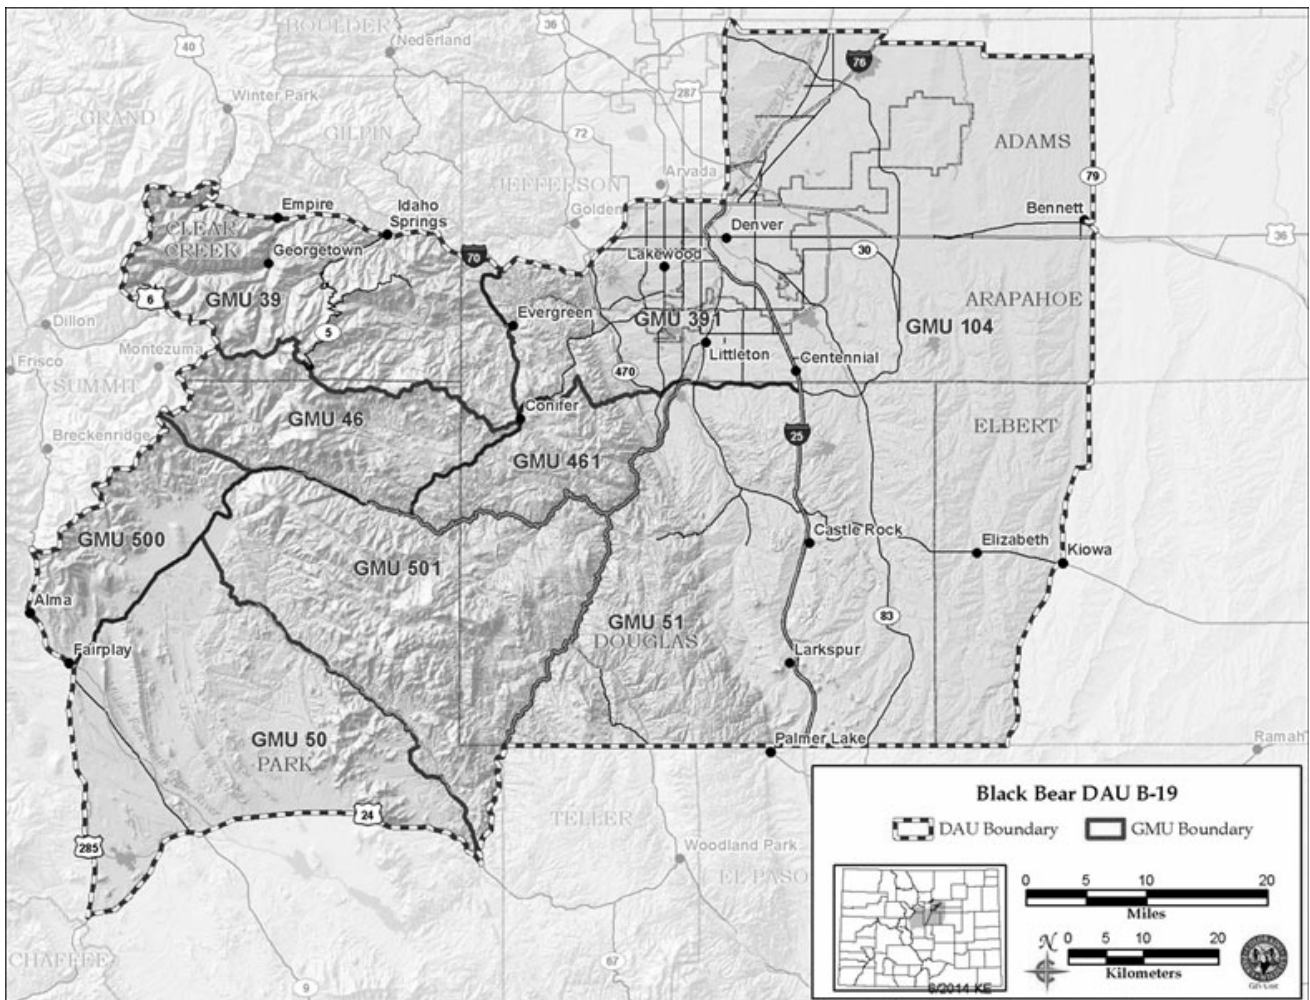 BOULDER
36
40
Nederland
76
287
Winter Park
GRAND
GILPIN
72
ADAMS
Arvada
JEFFERSON
79
Empire
Idaho
Springs
Golden
Bennett
CLEAR
CREEK
Denver
36
Georgetown
70
Lakewood
30
6
GMU 39
ARAPAHOE
Evergreen
GMU 391
GMU 104
Dillon
5
Montezuma
Littleton
Frisco
Centennial
470
SUMMIT
Conifer
GMU 46
ELBERT
Breckenridge
25
GMU 461
Castle Rock
GMU 500
Elizabeth
Kiowa
GMU 501
Alma
83
GMU 51
DOUGLAS
Fairplay
Larkspur
GMU 50
PARK
Palmer Lake
Ramah
Black Bear DAU B-19
24
TELLER
DAU Boundary
GMU Boundary
285
Woodland Park
EL PASO
0 5 10 20
Miles
N
0 5 10 20
Kilometers
CHAFFEE
67
9
6/2014 KE
GIS Unit